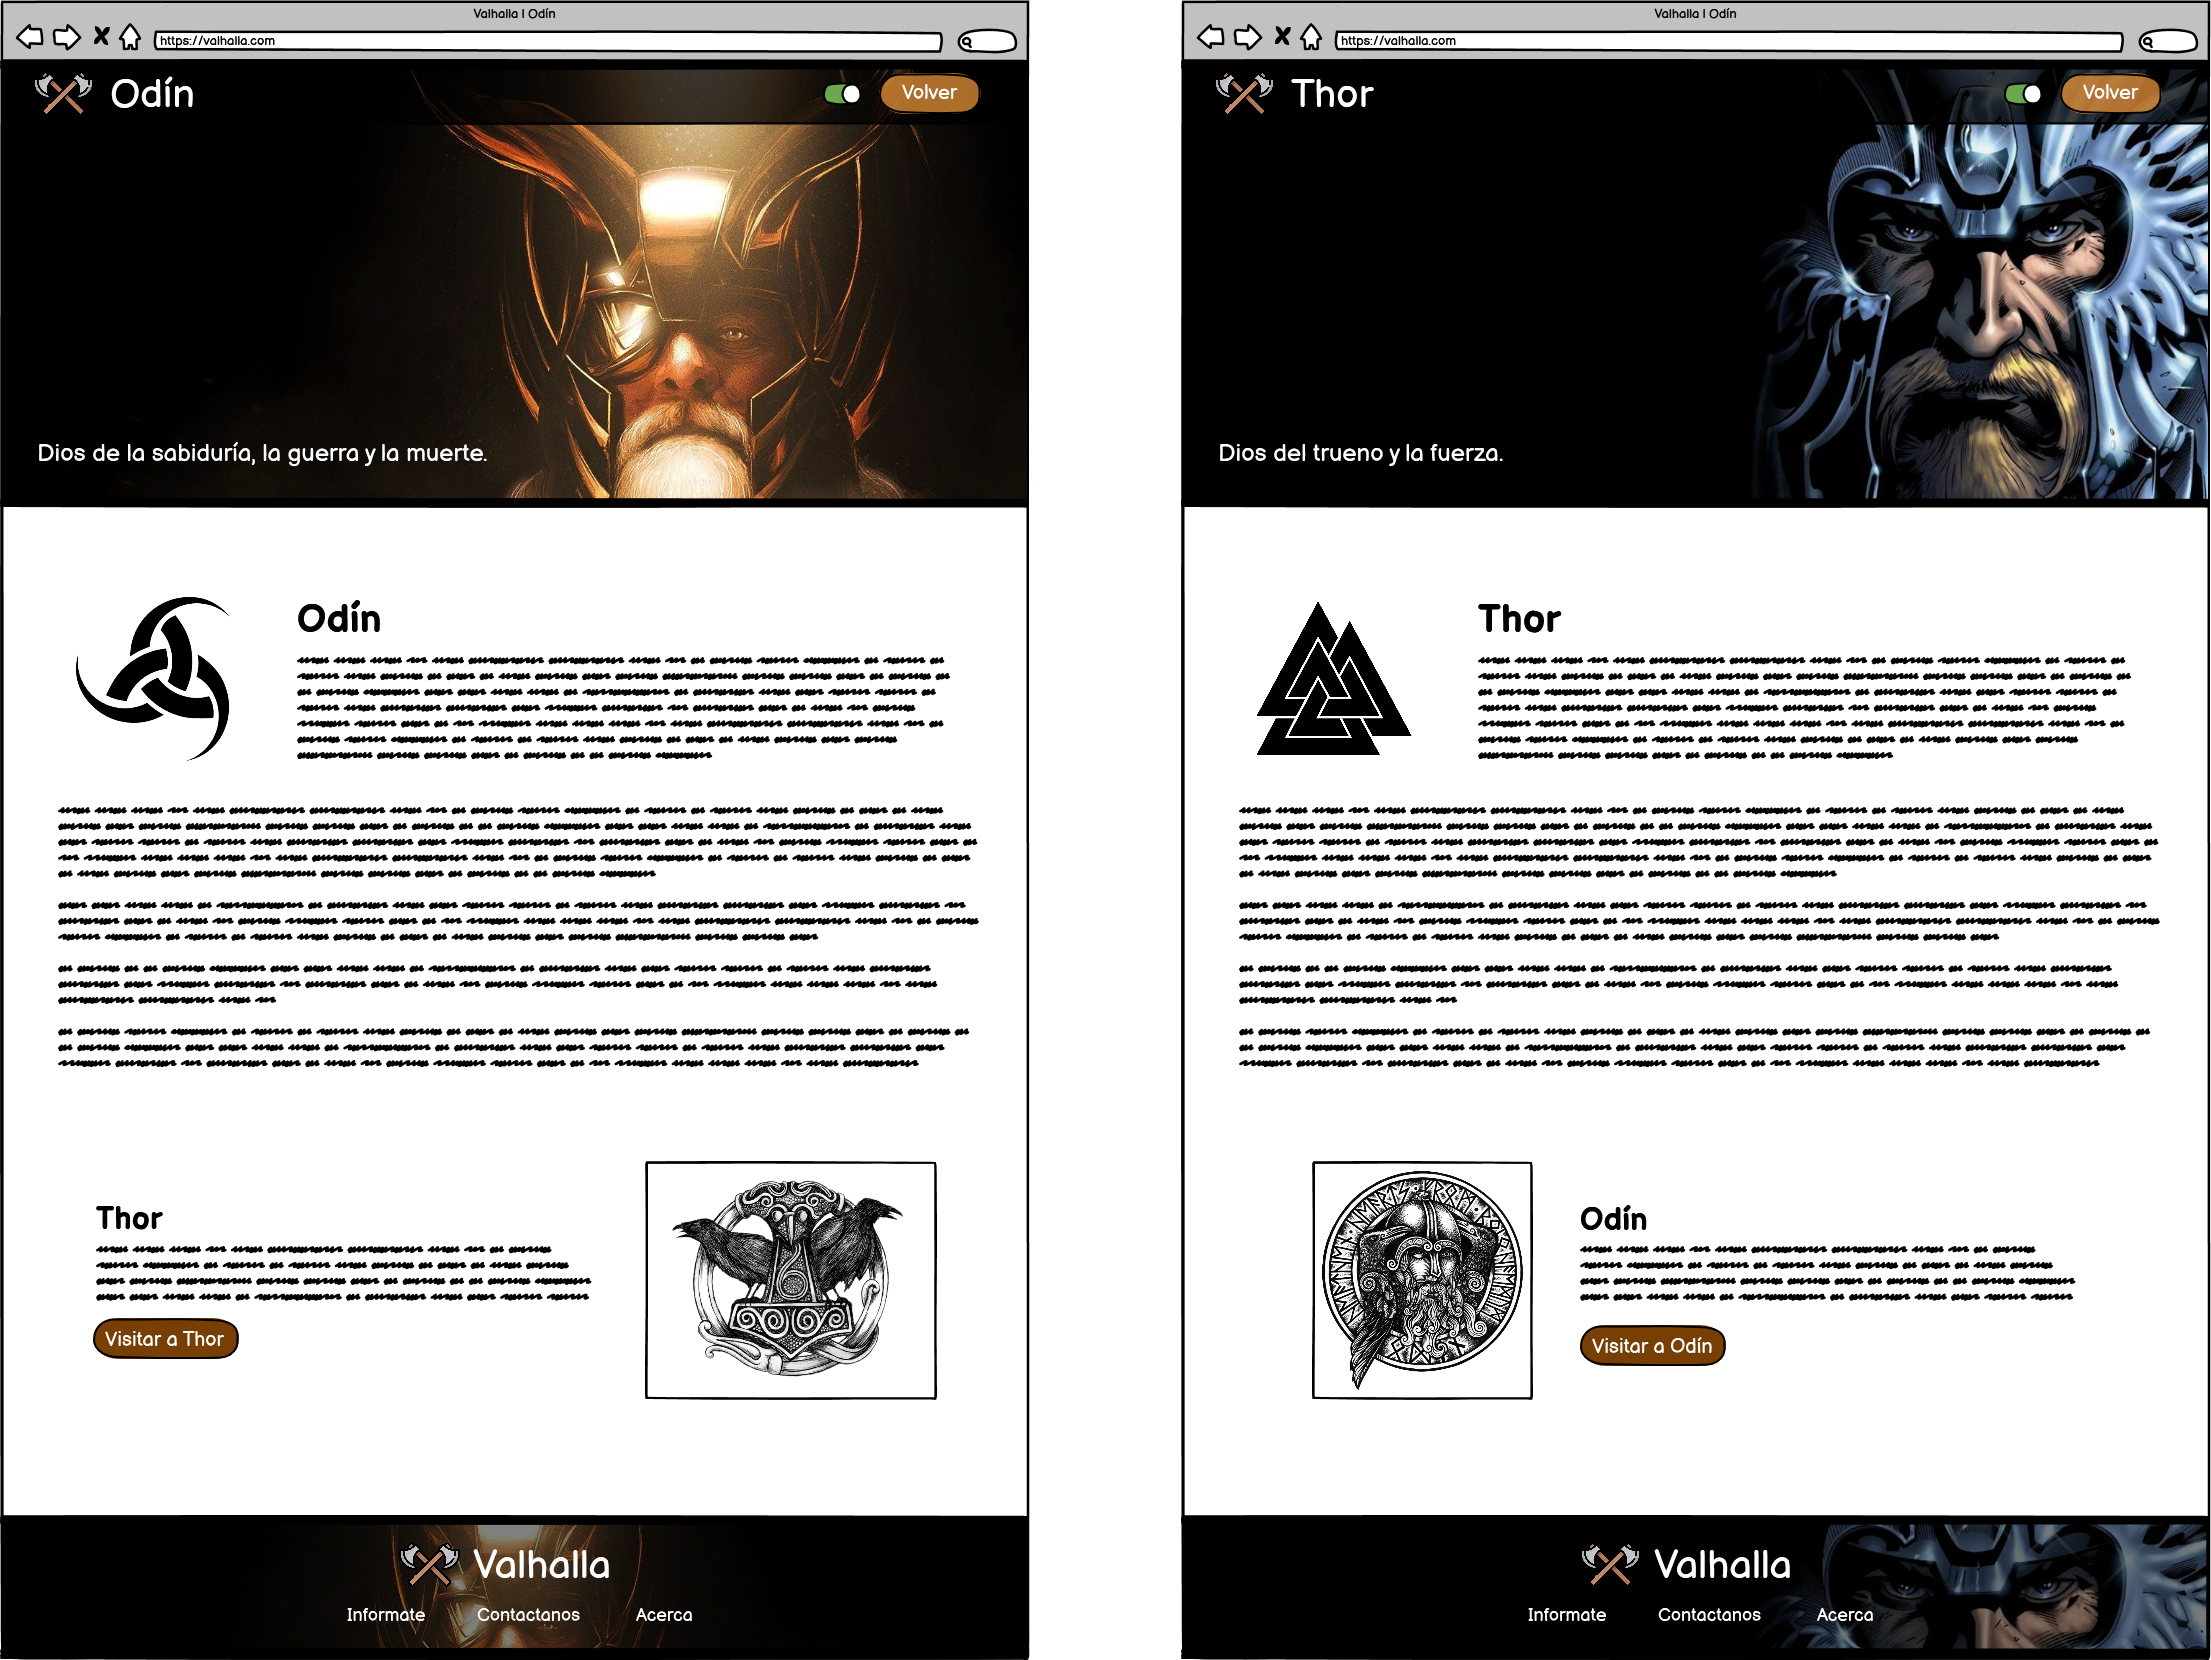 Valhalla | Odín
https://valhalla.com
Odín
Volver
Dios de la sabiduría, la guerra y la muerte.
Odín
Thor
Visitar a Thor
Valhalla
Informate Contactanos Acerca
Valhalla | Odín
https://valhalla.com
Thor
Volver
Dios del trueno y la fuerza.
Thor
Odín
Visitar a Odín
Valhalla
Informate Contactanos Acerca